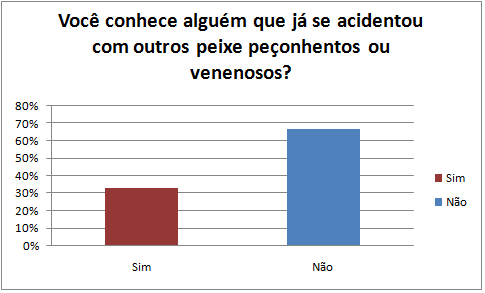 Você conhece alguém que já se acidentou
com outros peixe peçonhentos ou
venenosos?
80%
70%
60%
50%
40%
30%
20%
10%
0%
Sim
Não
Sim
Não